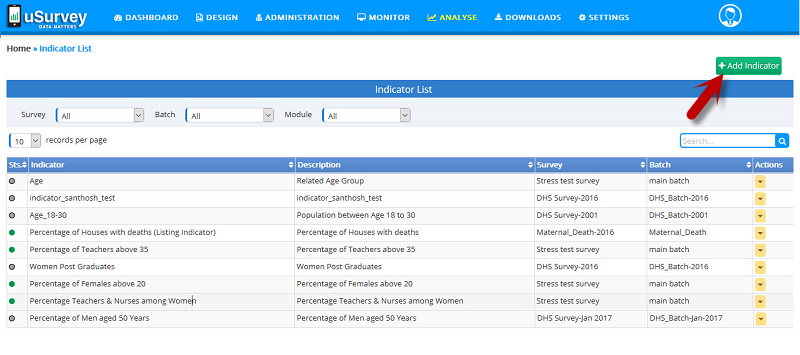 uSurvey
DATA MATTERS
DASHBOARD DESIGN ADMINISTRATION MONITOR ANALYSE DOWNLOADS SETTINGS
Home » Indicator List
+ Add Indicator
Indicator List
Survey All Batch All Module All
10 records per page Search...
Sts. Indicator Description Survey Batch Actions
Age Related Age Group Stress test survey main batch
indicator_santhosh_test indicator_santhosh_test DHS Survey-2016 DHS_Batch-2016
Age_18-30 Population between Age 18 to 30 DHS Survey-2001 DHS_Batch-2001
Percentage of Houses with deaths (Listing Indicator) Percentage of Houses with deaths Maternal_Death-2016 Maternal_Death
Percentage of Teachers above 35 Percentage of Teachers above 35 Stress test survey main batch
Women Post Graduates Women Post Graduates DHS Survey-2016 DHS_Batch-2016
Percentage of Females above 20 Percentage of Females above 20 Stress test survey main batch
Percentage Teachers & Nurses among Women Percentage Teachers & Nurses among Women Stress test survey main batch
Percentage of Men aged 50 Years Percentage of Men aged 50 Years DHS Survey-Jan 2017 DHS_Batch-Jan-2017